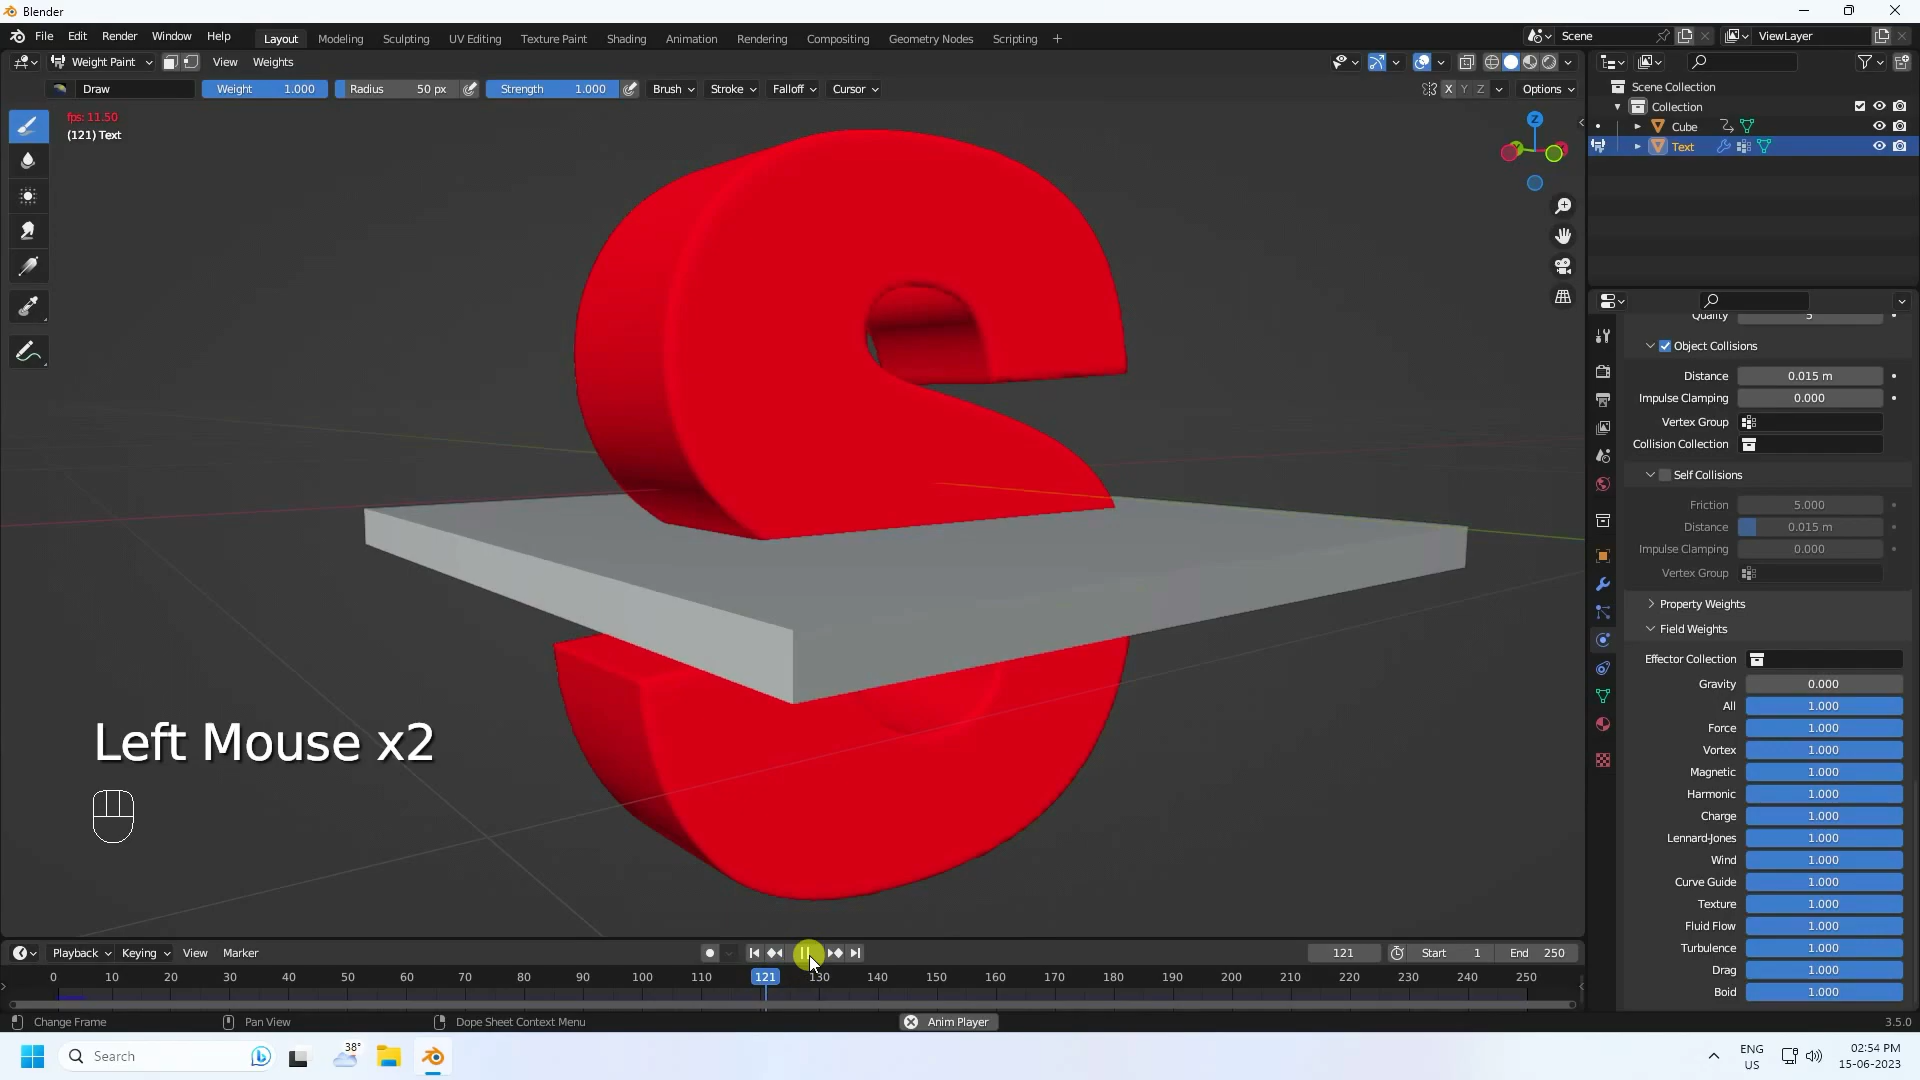 Blender
File Edit Render Window Help Layout Modeling Sculpting UV Editing Texture Paint Shading Animation Rendering Compositing Geometry Nodes Scripting + Scene ViewLayer
Weight Paint View Weights
Draw Weight 1.000 Radius 50 px Strength 1.000 Brush Stroke Falloff Cursor X Y Z Options
fps: 11.50
(121) Text
Z
Scene Collection
Collection
Cube
Text
Quality 5
Object Collisions
Distance 0.015 m
Impulse Clamping 0.000
Vertex Group
Collision Collection
Self Collisions
Friction 5.000
Distance 0.015 m
Impulse Clamping 0.000
Vertex Group
Property Weights
Field Weights
Effector Collection
Gravity 0.000
All 1.000
Force 1.000
Vortex 1.000
Magnetic 1.000
Harmonic 1.000
Charge 1.000
Lennard-Jones 1.000
Wind 1.000
Curve Guide 1.000
Texture 1.000
Fluid Flow 1.000
Turbulence 1.000
Drag 1.000
Boid 1.000
Left Mouse x2
Playback Keying View Marker 121 Start 1 End 250
0 10 20 30 40 50 60 70 80 90 100 110 121 130 140 150 160 170 180 190 200 210 220 230 240 250
Change Frame Pan View Dope Sheet Context Menu Anim Player 3.5.0
Search 38° ENG US 02:54 PM
15-06-2023